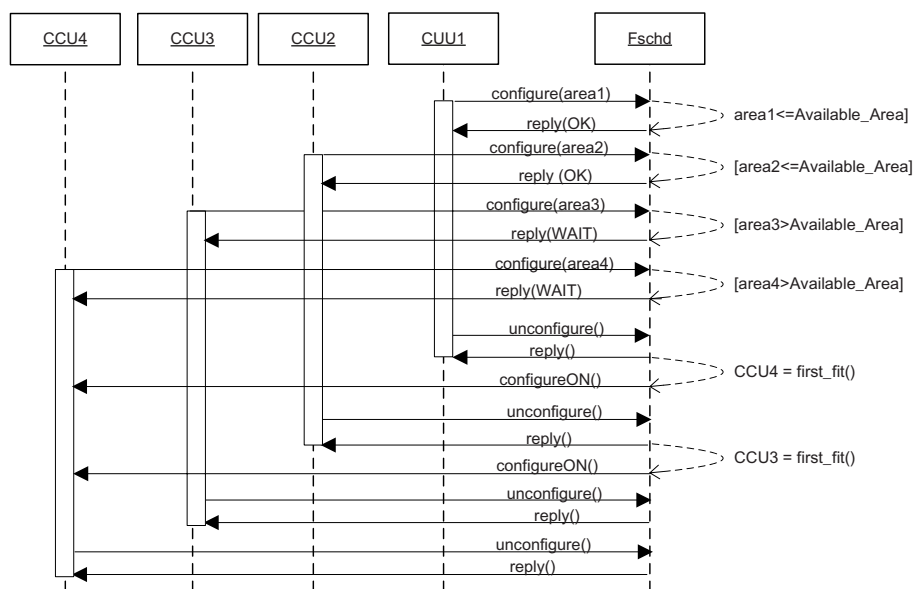 CCU4
CCU3
CCU2
CUU1
Fschd
configure(area1)
area1<=Available_Area]
reply(OK)
configure(area2)
[area2<=Available_Area]
reply (OK)
configure(area3)
[area3>Available_Area]
reply(WAIT)
configure(area4)
[area4>Available_Area]
reply(WAIT)
unconfigure()
reply()
CCU4 = first_fit()
configureON()
unconfigure()
reply()
CCU3 = first_fit()
configureON()
unconfigure()
reply()
unconfigure()
reply()